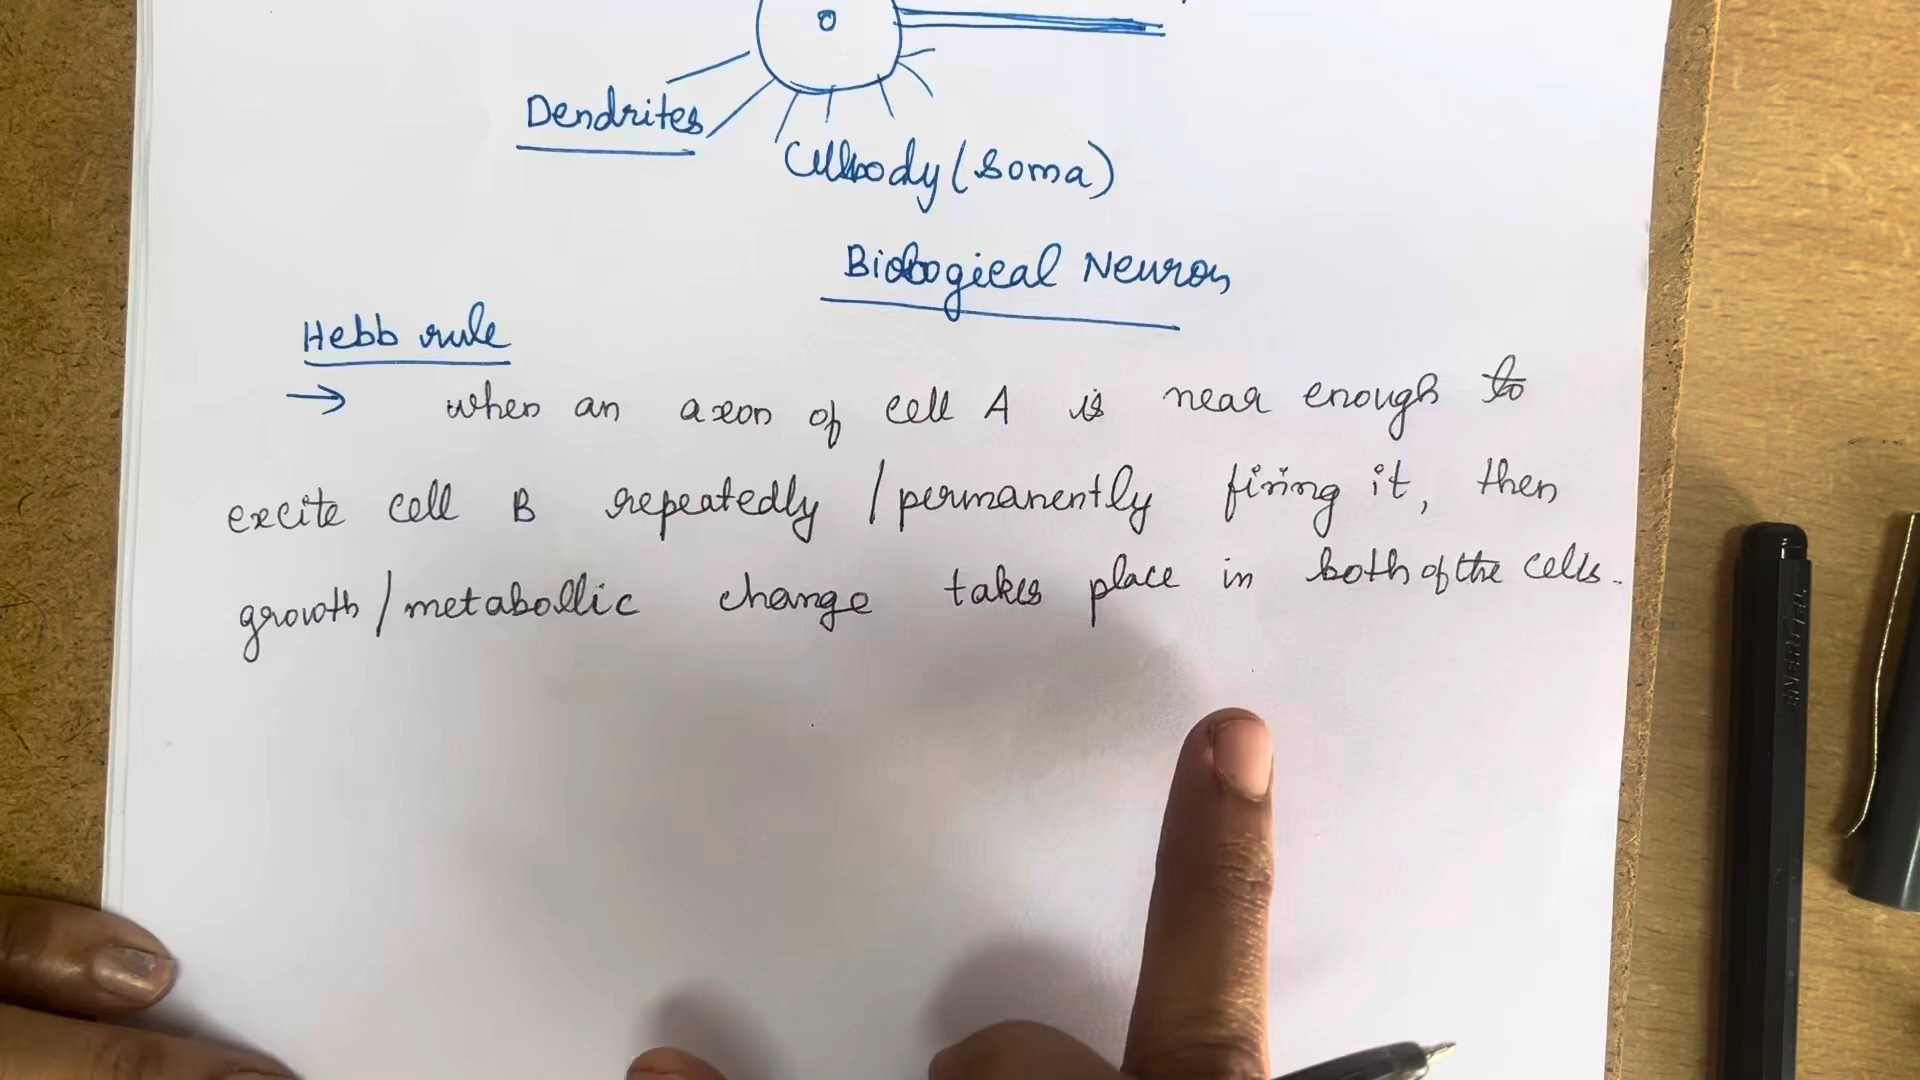 Dendrites
Cellbody (soma)
Biological Neuron
Hebb rule
→ when an axon of cell A is near enough to
excite cell B repeatedly / permanently firing it, then
growth / metabollic change takes place in both of the cells.